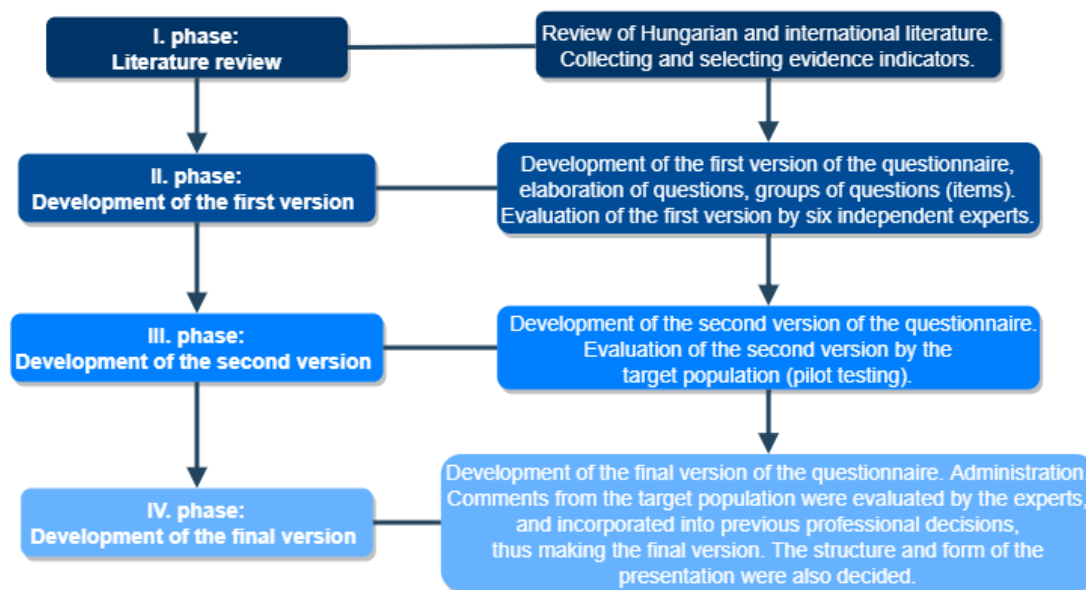 I. phase:
Literature review
Review of Hungarian and international literature.
Collecting and selecting evidence indicators.
II. phase:
Development of the first version
Development of the first version of the questionnaire,
elaboration of questions, groups of questions (items).
Evaluation of the first version by six independent experts.
III. phase:
Development of the second version
Development of the second version of the questionnaire.
Evaluation of the second version by the
target population (pilot testing).
IV. phase:
Development of the final version
Development of the final version of the questionnaire. Administration.
Comments from the target population were evaluated by the experts,
and incorporated into previous professional decisions,
thus making the final version. The structure and form of the
presentation were also decided.